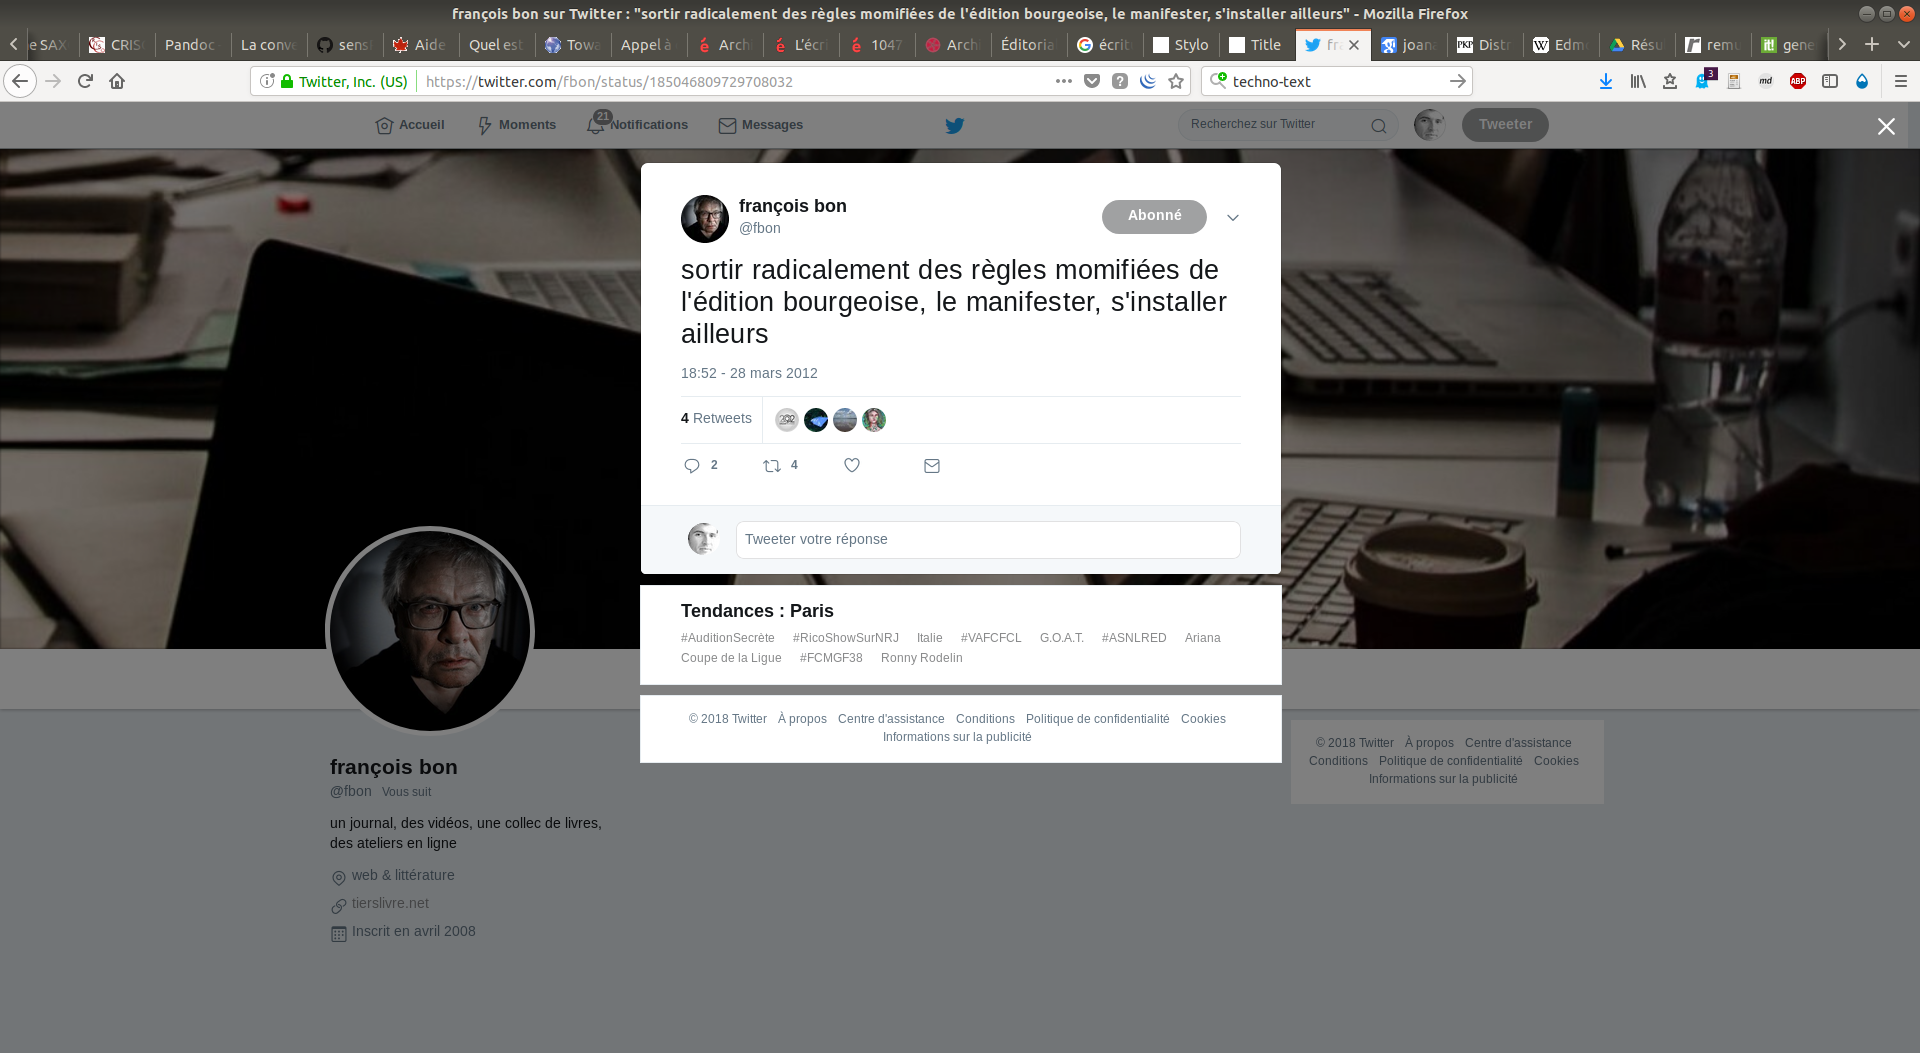 françois bon sur Twitter : "sortir radicalement des règles momifiées de l'édition bourgeoise, le manifester, s'installer ailleurs" - Mozilla Firefox
e SAX CRIS Pandoc La conve sens Aide Quel est Towa Appel à Archi L'écri 1047 Arch Éditoria écrit Stylo Title fra joan Distr Edmo Résu remu gene
Twitter, Inc. (US) https://twitter.com/fbon/status/185046809729708032 techno-text 3 md ABP
Accueil Moments 21 Notifications Messages Recherchez sur Twitter Tweeter
françois bon
@fbon
Abonné
sortir radicalement des règles momifiées de
l'édition bourgeoise, le manifester, s'installer
ailleurs
18:52 - 28 mars 2012
4 Retweets
2 4
Tweeter votre réponse
Tendances : Paris
#AuditionSecrète #RicoShowSurNRJ Italie #VAFCFCL G.O.A.T. #ASNLRED Ariana
Coupe de la Ligue #FCMGF38 Ronny Rodelin
© 2018 Twitter À propos Centre d'assistance Conditions Politique de confidentialité Cookies
Informations sur la publicité
françois bon
@fbon Vous suit
un journal, des vidéos, une collec de livres,
des ateliers en ligne
web & littérature
tierslivre.net
Inscrit en avril 2008
© 2018 Twitter À propos Centre d'assistance
Conditions Politique de confidentialité Cookies
Informations sur la publicité